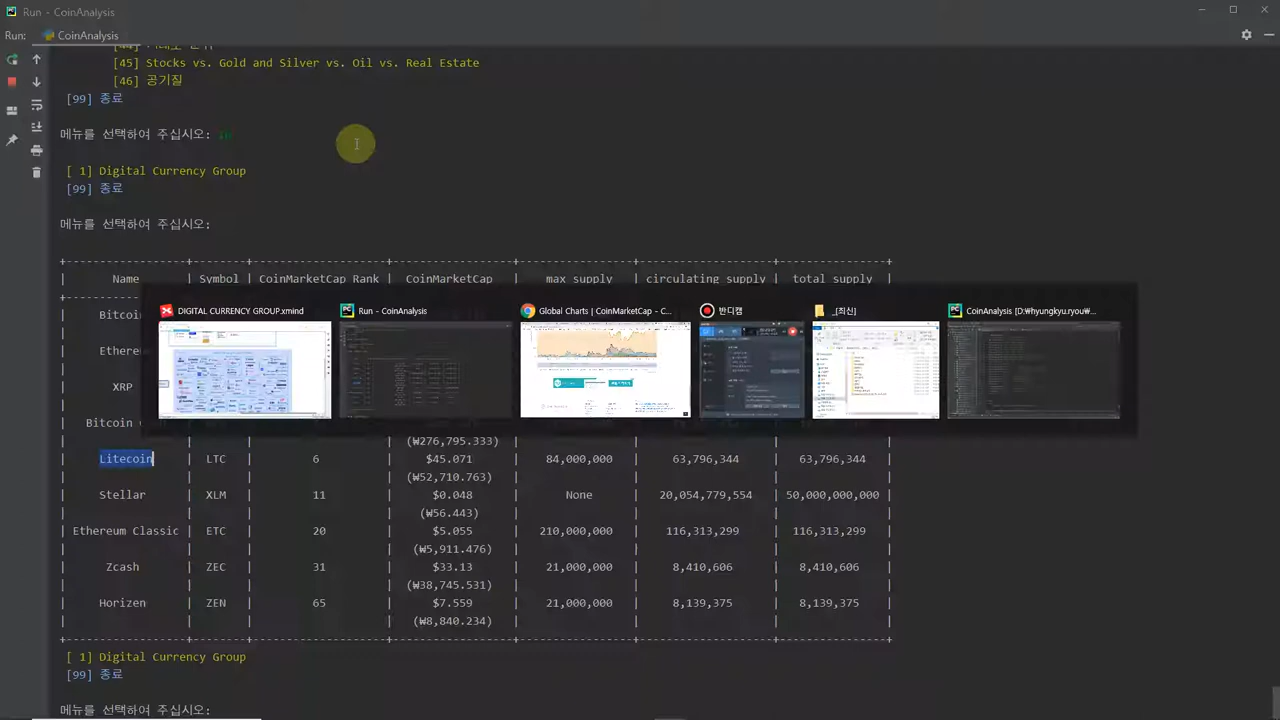 Run - CoinAnalysis
Run: CoinAnalysis
[45] Stocks vs. Gold and Silver vs. Oil vs. Real Estate
[46] 공기질
[99] 종료
메뉴를 선택하여 주십시오:
[ 1] Digital Currency Group
[99] 종료
메뉴를 선택하여 주십시오:
| Name | Symbol | CoinMarketCap Rank | CoinMarketCap | max supply | circulating supply | total supply |
DIGITAL CURRENCY GROUP.xmind
Run - CoinAnalysis
Global Charts | CoinMarketCap - C...
반디캠
_[최신]
CoinAnalysis [D:₩hyungkyu.ryou₩...
Bitcoin
Ethere
XRP
Bitcoin
(₩276,795.333)
| Litecoin | LTC | 6 | $45.071 | 84,000,000 | 63,796,344 | 63,796,344 |
(₩52,710.763)
| Stellar | XLM | 11 | $0.048 | None | 20,054,779,554 | 50,000,000,000 |
(₩56.443)
| Ethereum Classic | ETC | 20 | $5.055 | 210,000,000 | 116,313,299 | 116,313,299 |
(₩5,911.476)
| Zcash | ZEC | 31 | $33.13 | 21,000,000 | 8,410,606 | 8,410,606 |
(₩38,745.531)
| Horizen | ZEN | 65 | $7.559 | 21,000,000 | 8,139,375 | 8,139,375 |
(₩8,840.234)
[ 1] Digital Currency Group
[99] 종료
메뉴를 선택하여 주십시오: